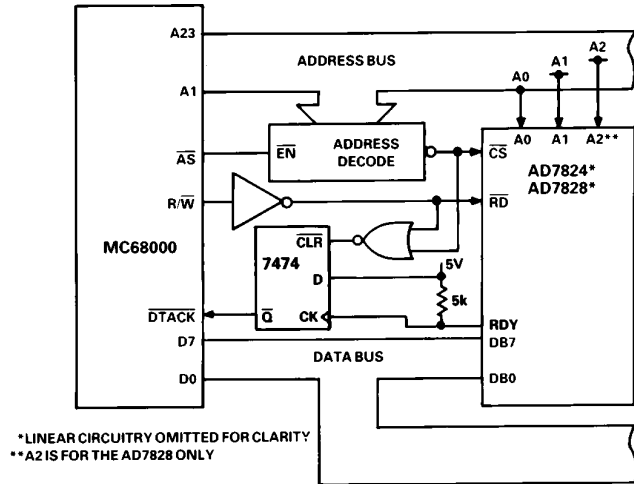 A23
ADDRESS BUS
A0
A1
A2
A1
A0 A1 A2**
ADDRESS
DECODE
EN
AS
CS
AD7824*
AD7828*
R/W
RD
MC68000
CLR
7474
D
5V
5k
DTACK
Q
CK
RDY
D7
DB7
DATA BUS
D0
DB0
*LINEAR CIRCUITRY OMITTED FOR CLARITY
**A2 IS FOR THE AD7828 ONLY